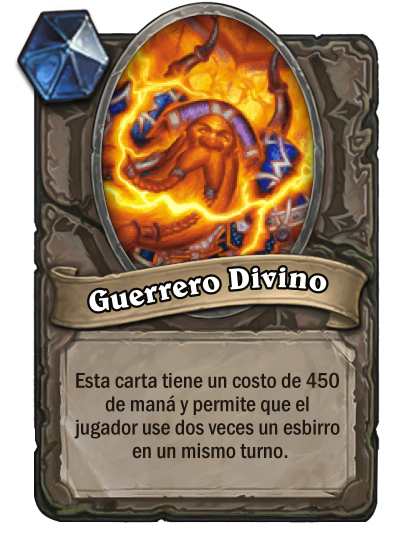 Guerrero Divino
Esta carta tiene un costo de 450
de maná y permite que el
jugador use dos veces un esbirro
en un mismo turno.